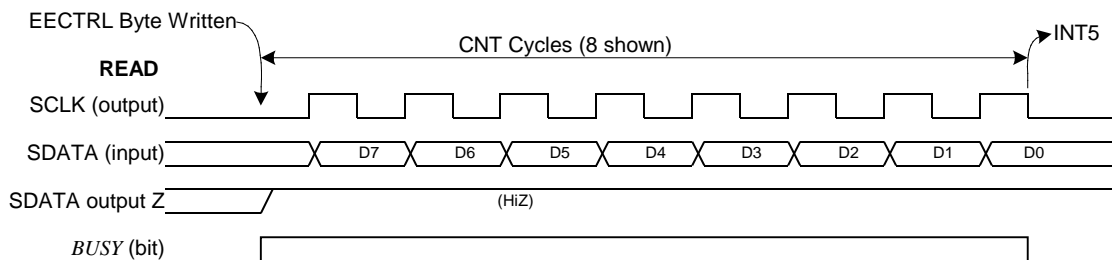 EECTRL Byte Written
CNT Cycles (8 shown)
INT5
READ
SCLK (output)
SDATA (input)
D7 D6 D5 D4 D3 D2 D1 D0
SDATA output Z
(HiZ)
BUSY (bit)